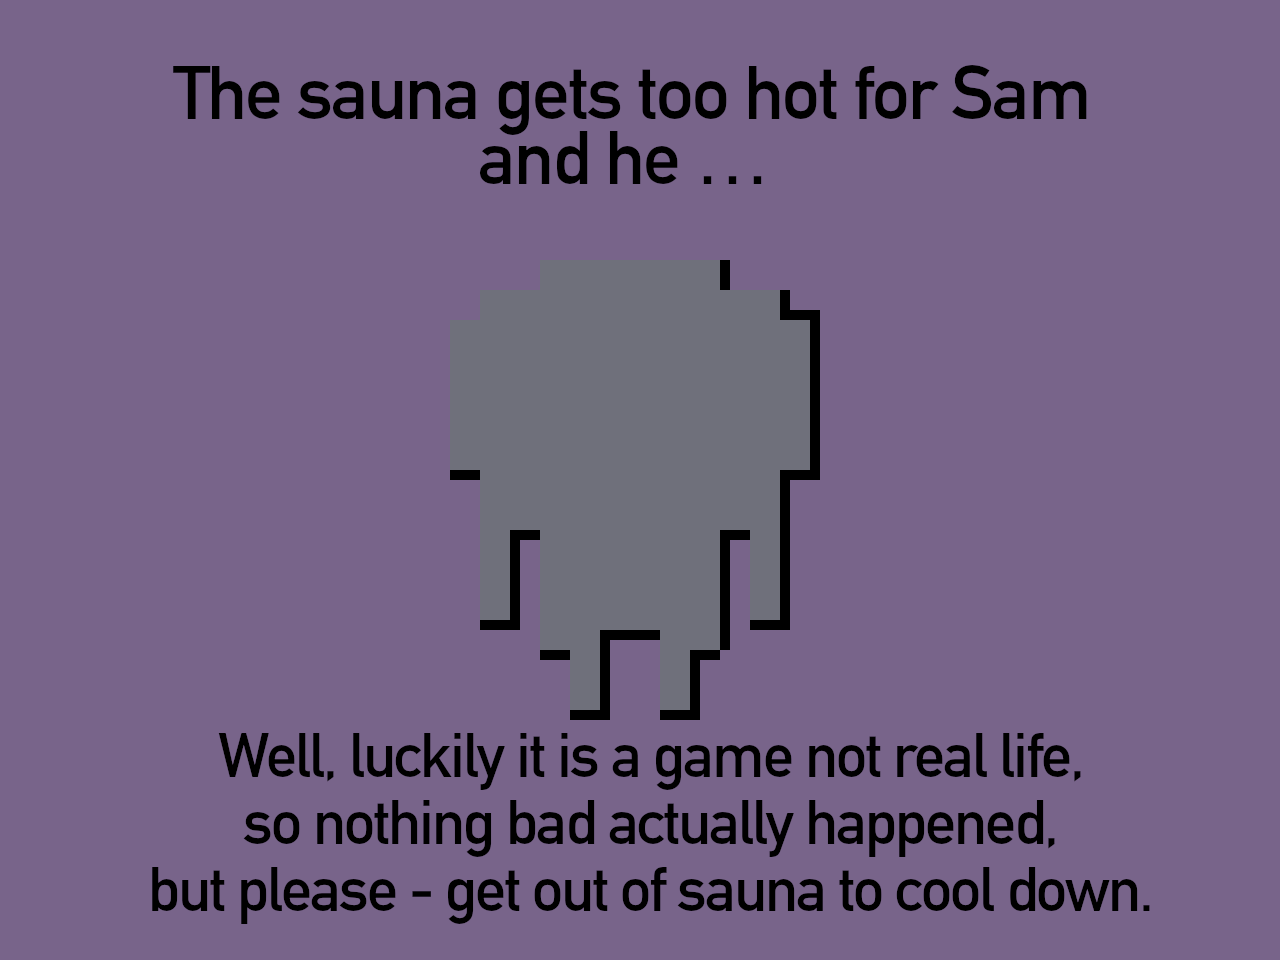 The sauna gets too hot for Sam
and he ...
Well, luckily it is a game not real life,
so nothing bad actually happened,
but please - get out of sauna to cool down.